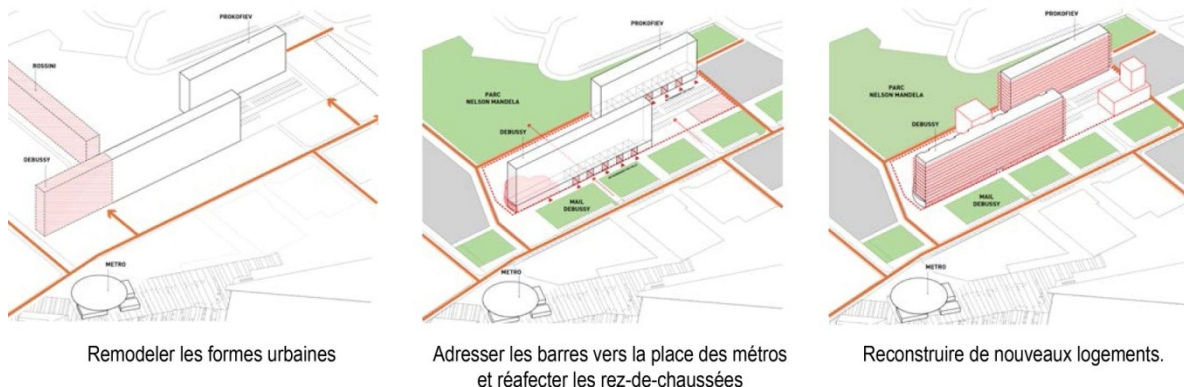 PROKOFIEV
ROSSINI
DEBUSSY
METRO
Remodeler les formes urbaines
PROKOFIEV
PARC
NELSON MANDELA
DEBUSSY
MAIL
DEBUSSY
METRO
Adresser les barres vers la place des métros
et réafecter les rez-de-chaussées
PROKOFIEV
PARC
NELSON MANDELA
DEBUSSY
MAIL
DEBUSSY
METRO
Reconstruire de nouveaux logements.